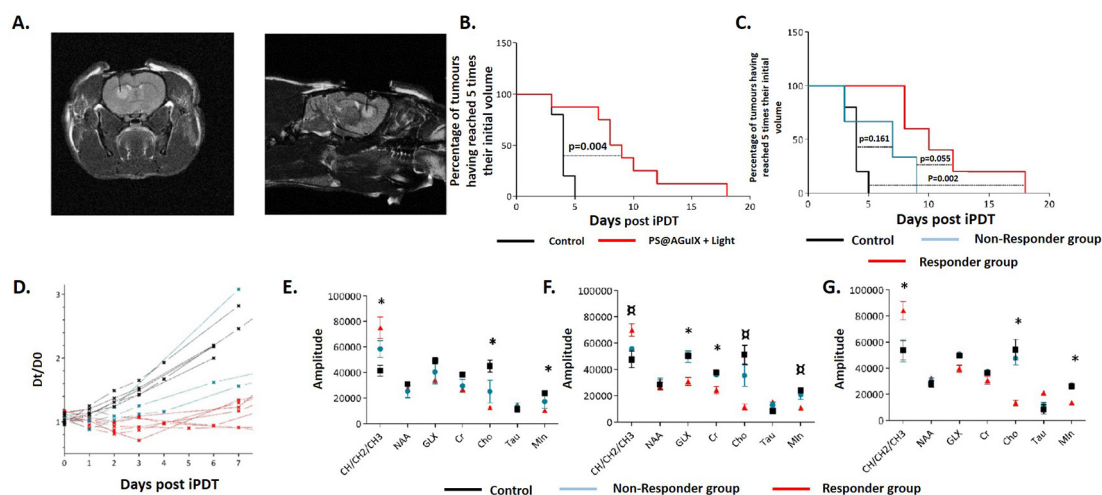 A.
B.
Percentage of tumours
having reached 5 times
their initial volume
150
100
50
0
p=0.004
0
5
10
15
20
Days post iPDT
Control
PS@AGuIX + Light
C.
Percentage of tumours having
reached 5 times their initial
volume
100
50
0
p=0.161
p=0.055
P=0.002
0
5
10
15
20
Days post iPDT
Control
Non-Responder group
Responder group
D.
Dt/D0
3
2
1
0
1
2
3
4
5
6
7
Days post iPDT
E.
Amplitude
100000
80000
60000
40000
20000
0
*
*
*
CH/CH2/CH3
NAA
GLX
Cr
Cho
Tau
MIn
F.
Amplitude
100000
80000
60000
40000
20000
0
¤
*
*
¤
¤
CH/CH2/CH3
NAA
GLX
Cr
Cho
Tau
MIn
G.
Amplitude
100000
80000
60000
40000
20000
0
*
*
*
CH/CH2/CH3
NAA
GLX
Cr
Cho
Tau
MIn
Control
Non-Responder group
Responder group